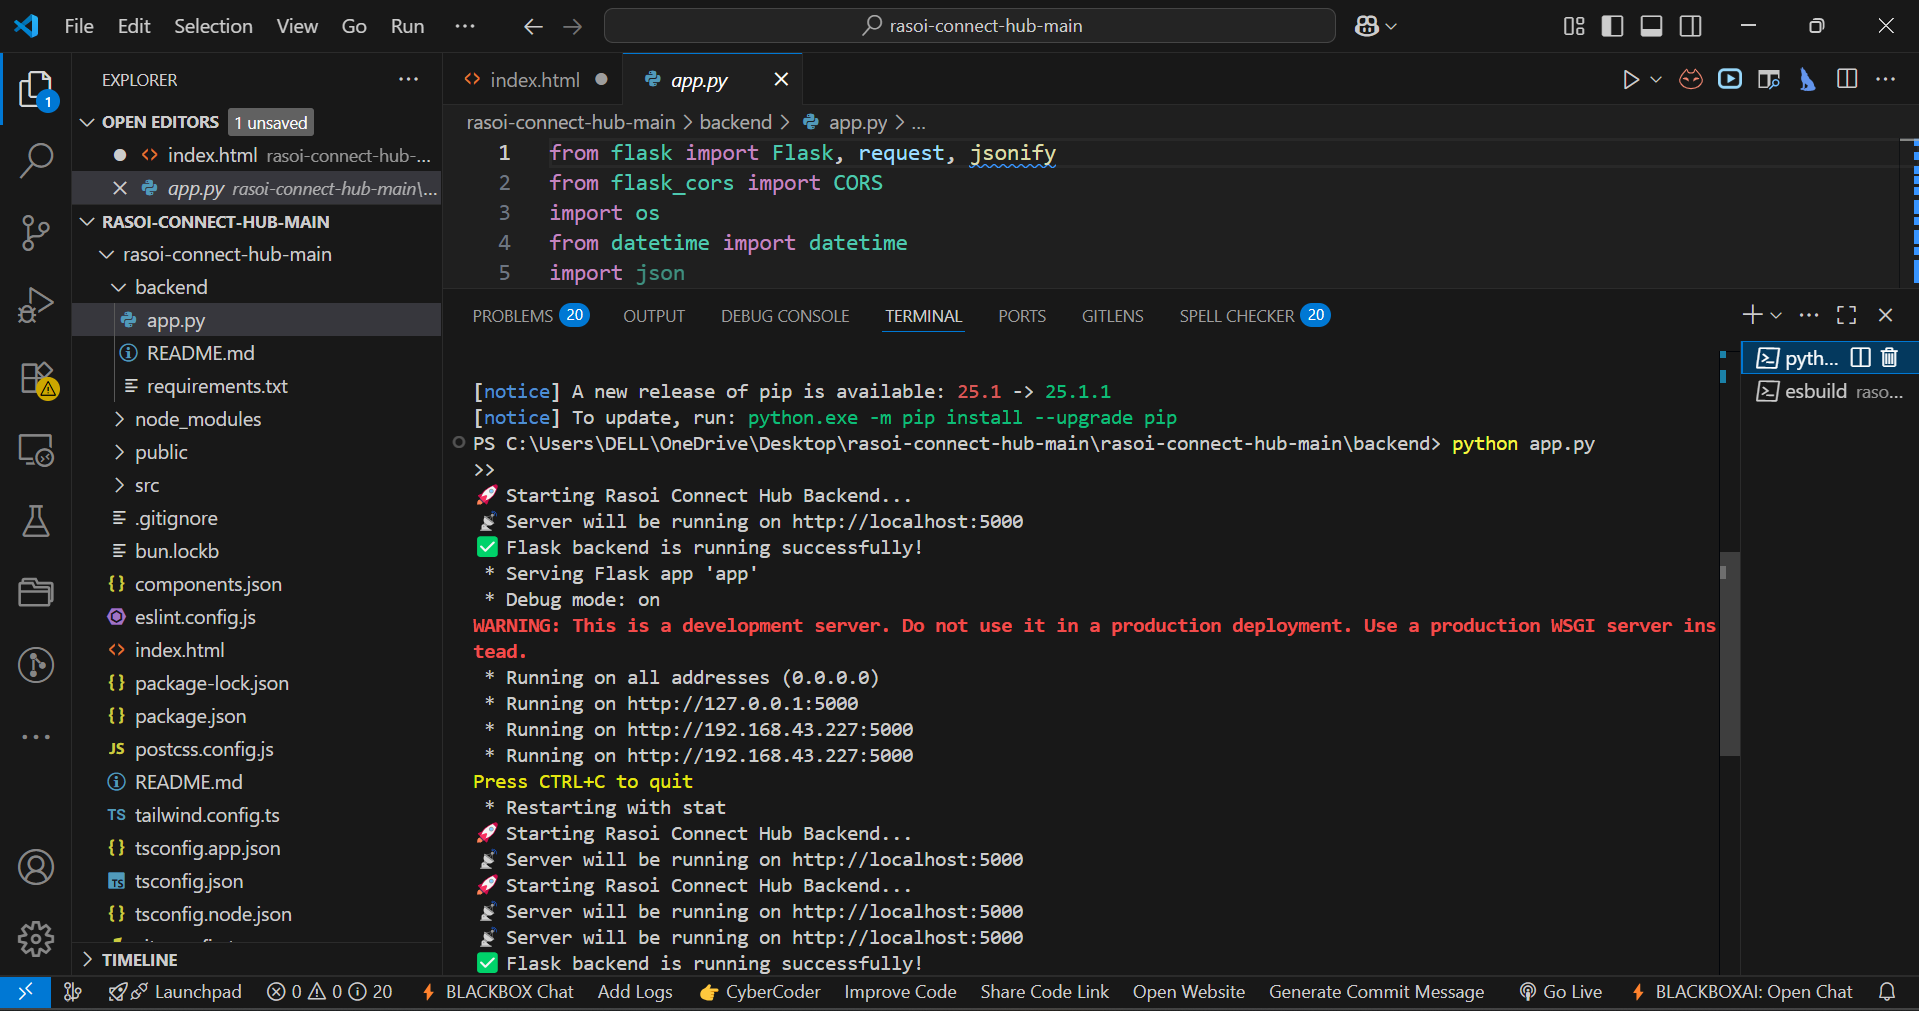 File Edit Selection View Go Run ··· rasoi-connect-hub-main
EXPLORER ···
1
OPEN EDITORS 1 unsaved
index.html rasoi-connect-hub-...
app.py rasoi-connect-hub-main\...
RASOI-CONNECT-HUB-MAIN
rasoi-connect-hub-main
backend
app.py
README.md
requirements.txt
node_modules
public
src
.gitignore
bun.lockb
components.json
eslint.config.js
index.html
package-lock.json
package.json
JS postcss.config.js
README.md
TS tailwind.config.ts
tsconfig.app.json
TS tsconfig.json
tsconfig.node.json
TIMELINE
index.html app.py
rasoi-connect-hub-main > backend > app.py > ...
1 from flask import Flask, request, jsonify
2 from flask_cors import CORS
3 import os
4 from datetime import datetime
5 import json
PROBLEMS 20 OUTPUT DEBUG CONSOLE TERMINAL PORTS GITLENS SPELL CHECKER 20
pyth...
esbuild raso...
[notice] A new release of pip is available: 25.1 -> 25.1.1
[notice] To update, run: python.exe -m pip install --upgrade pip
PS C:\Users\DELL\OneDrive\Desktop\rasoi-connect-hub-main\rasoi-connect-hub-main\backend> python app.py
>>
🚀 Starting Rasoi Connect Hub Backend...
📡 Server will be running on http://localhost:5000
✅ Flask backend is running successfully!
* Serving Flask app 'app'
* Debug mode: on
WARNING: This is a development server. Do not use it in a production deployment. Use a production WSGI server ins
tead.
* Running on all addresses (0.0.0.0)
* Running on http://127.0.0.1:5000
* Running on http://192.168.43.227:5000
* Running on http://192.168.43.227:5000
Press CTRL+C to quit
* Restarting with stat
🚀 Starting Rasoi Connect Hub Backend...
📡 Server will be running on http://localhost:5000
🚀 Starting Rasoi Connect Hub Backend...
📡 Server will be running on http://localhost:5000
📡 Server will be running on http://localhost:5000
✅ Flask backend is running successfully!
Launchpad 0 0 20 BLACKBOX Chat Add Logs 👉 CyberCoder Improve Code Share Code Link Open Website Generate Commit Message Go Live BLACKBOXAI: Open Chat